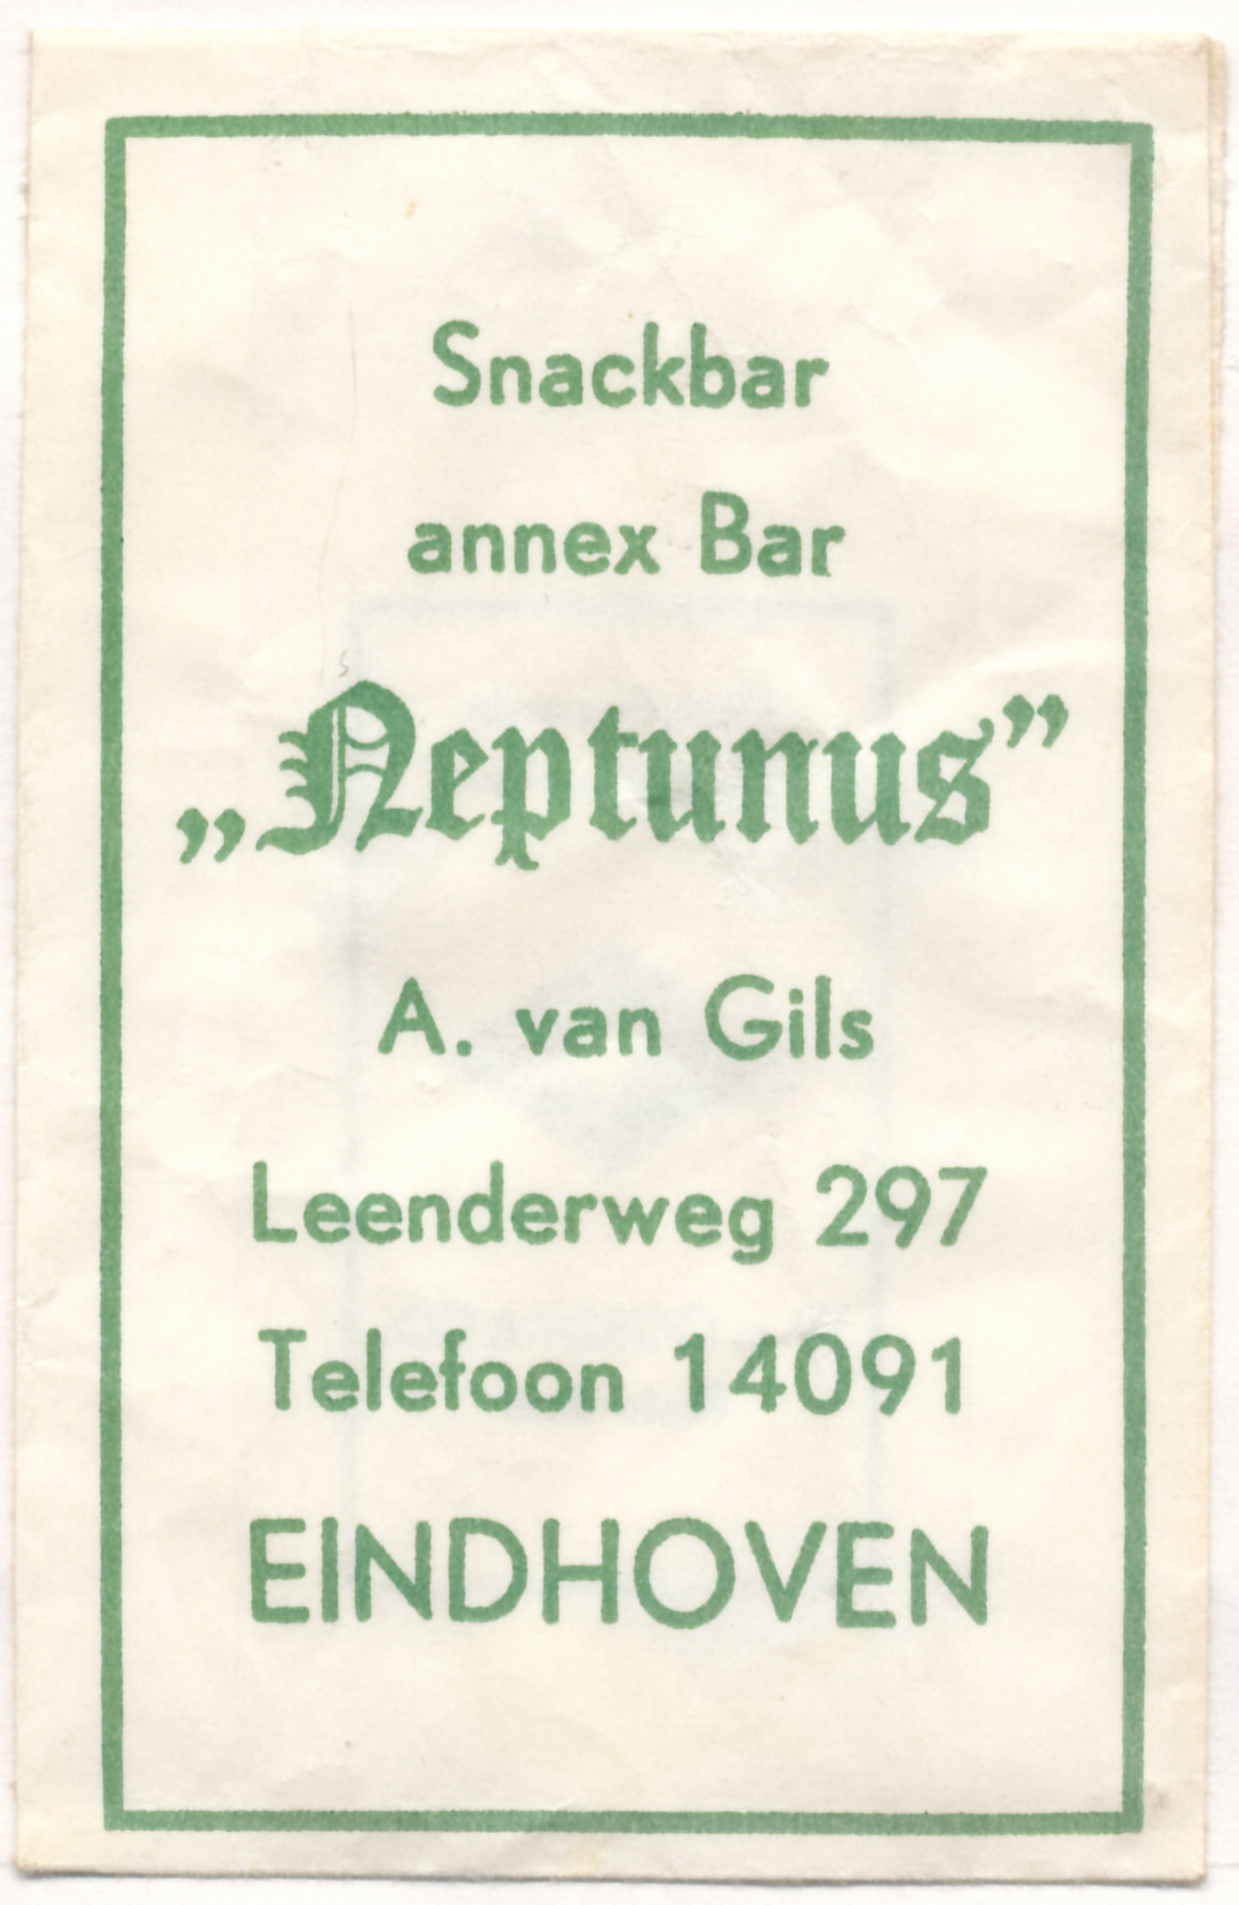 Snackbar
annex Bar
„Neptunus”
A. van Gils
Leenderweg 297
Telefoon 14091
EINDHOVEN